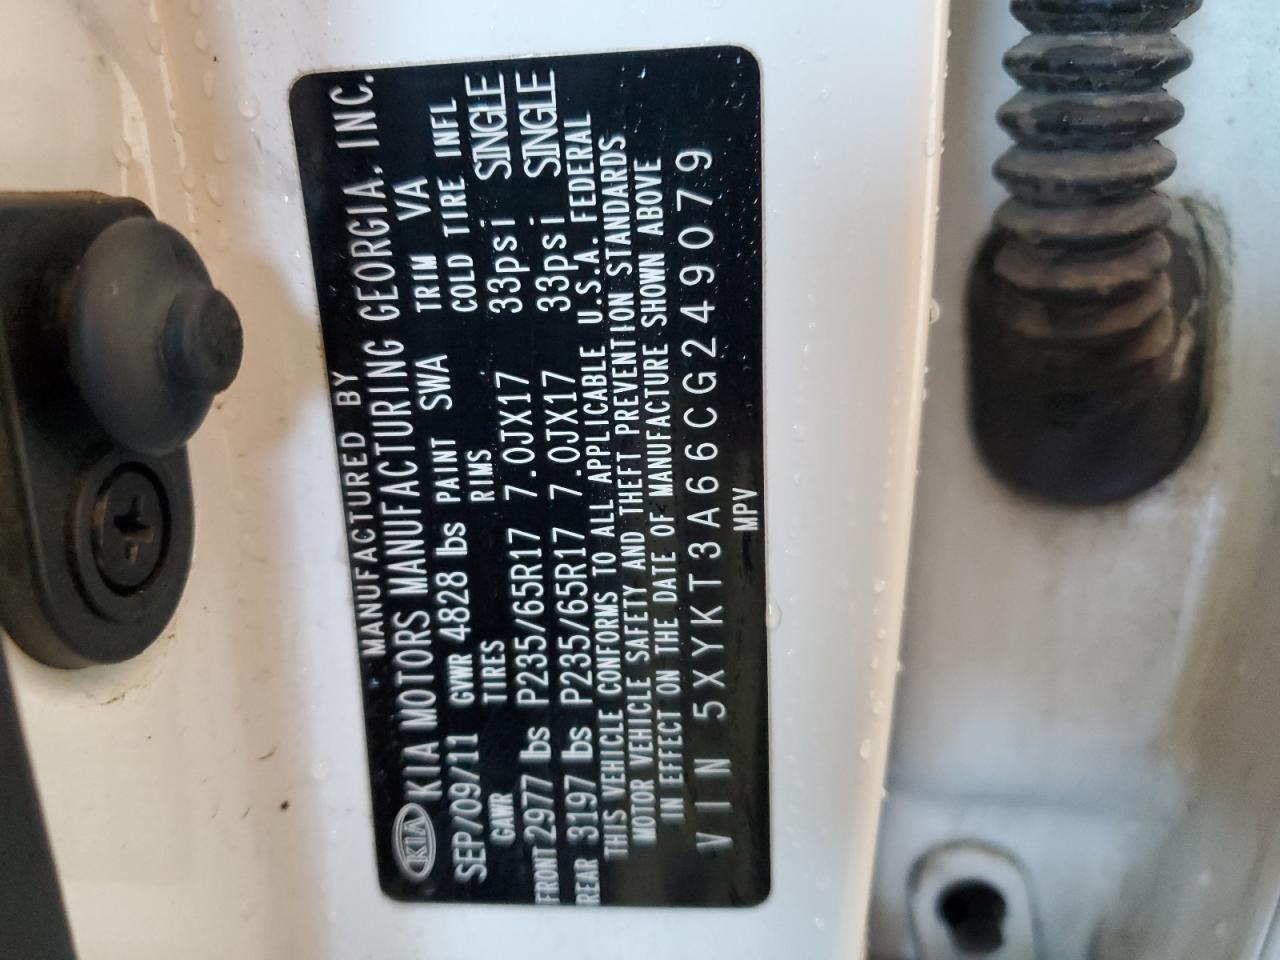 MANUFACTURED BY
KIA KIA MOTORS MANUFACTURING GEORGIA, INC.
SEP/09/11 GVWR 4828 lbs PAINT SWA TRIM VA
GAWR TIRES RIMS COLD TIRE INFL
FRONT 2977 lbs P235/65R17 7.0JX17 33psi SINGLE
REAR 3197 lbs P235/65R17 7.0JX17 33psi SINGLE
THIS VEHICLE CONFORMS TO ALL APPLICABLE U.S.A. FEDERAL
MOTOR VEHICLE SAFETY AND THEFT PREVENTION STANDARDS
IN EFFECT ON THE DATE OF MANUFACTURE SHOWN ABOVE
VIN 5XYKT3A66CG249079
MPV